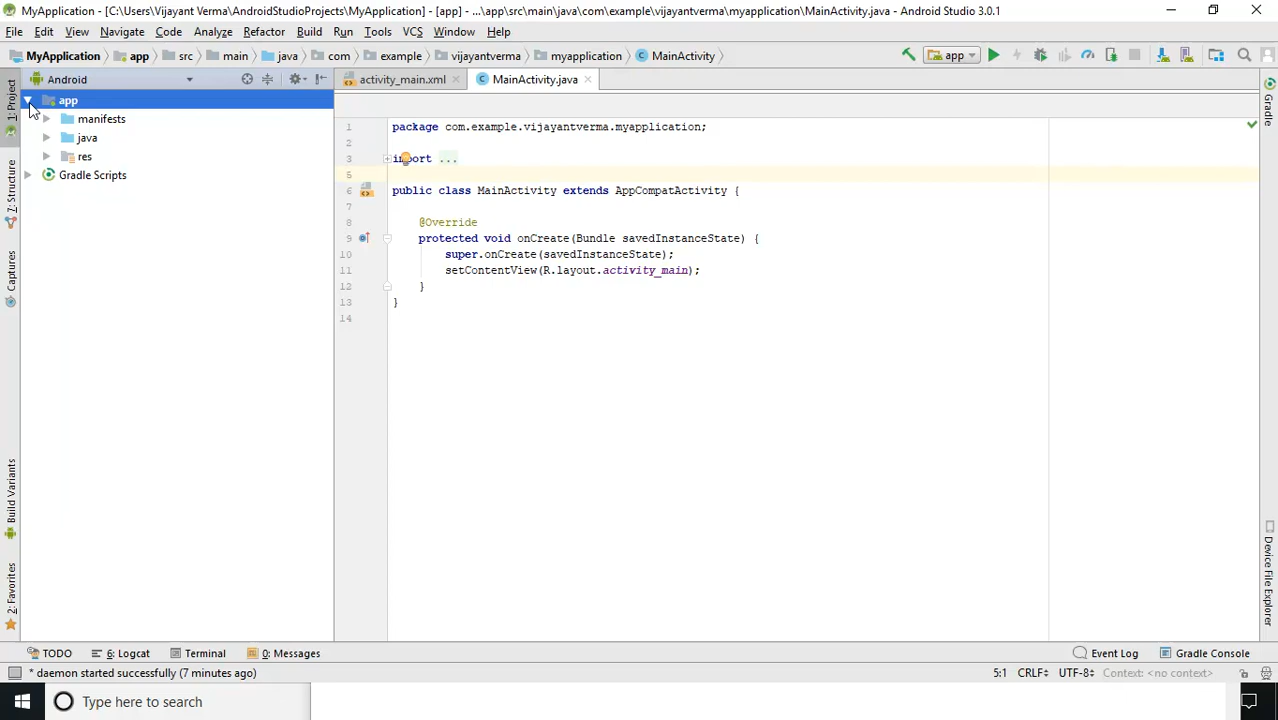 MyApplication - [C:\Users\Vijayant Verma\AndroidStudioProjects\MyApplication] - [app] - ...\app\src\main\java\com\example\vijayantverma\myapplication\MainActivity.java - Android Studio 3.0.1
File Edit View Navigate Code Analyze Refactor Build Run Tools VCS Window Help
MyApplication app src main java com example vijayantverma myapplication MainActivity app
1: Project
Android
activity_main.xml
MainActivity.java
Gradle
app
manifests
java
res
Gradle Scripts
7: Structure
Captures
Build Variants
2: Favorites
1 package com.example.vijayantverma.myapplication;
2
3 import ...
5
6 public class MainActivity extends AppCompatActivity {
7
8 @Override
9 protected void onCreate(Bundle savedInstanceState) {
10 super.onCreate(savedInstanceState);
11 setContentView(R.layout.activity_main);
12 }
13 }
14
Device File Explorer
TODO 6: Logcat Terminal 0: Messages Event Log Gradle Console
* daemon started successfully (7 minutes ago) 5:1 CRLF UTF-8 Context: <no context>
Type here to search